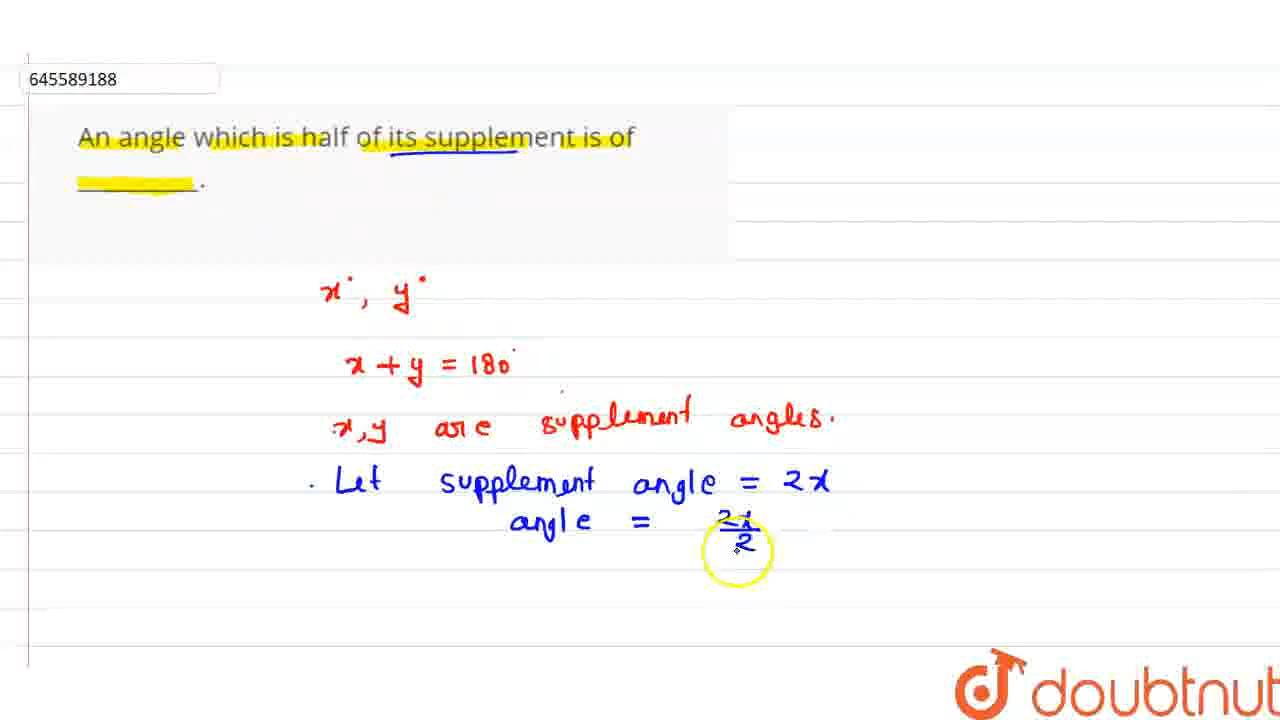 645589188
An angle which is half of its supplement is of
________ .
x°, y°
x + y = 180°
x, y are supplement angles.
. Let supplement angle = 2x
angle = 2x/2
doubtnut